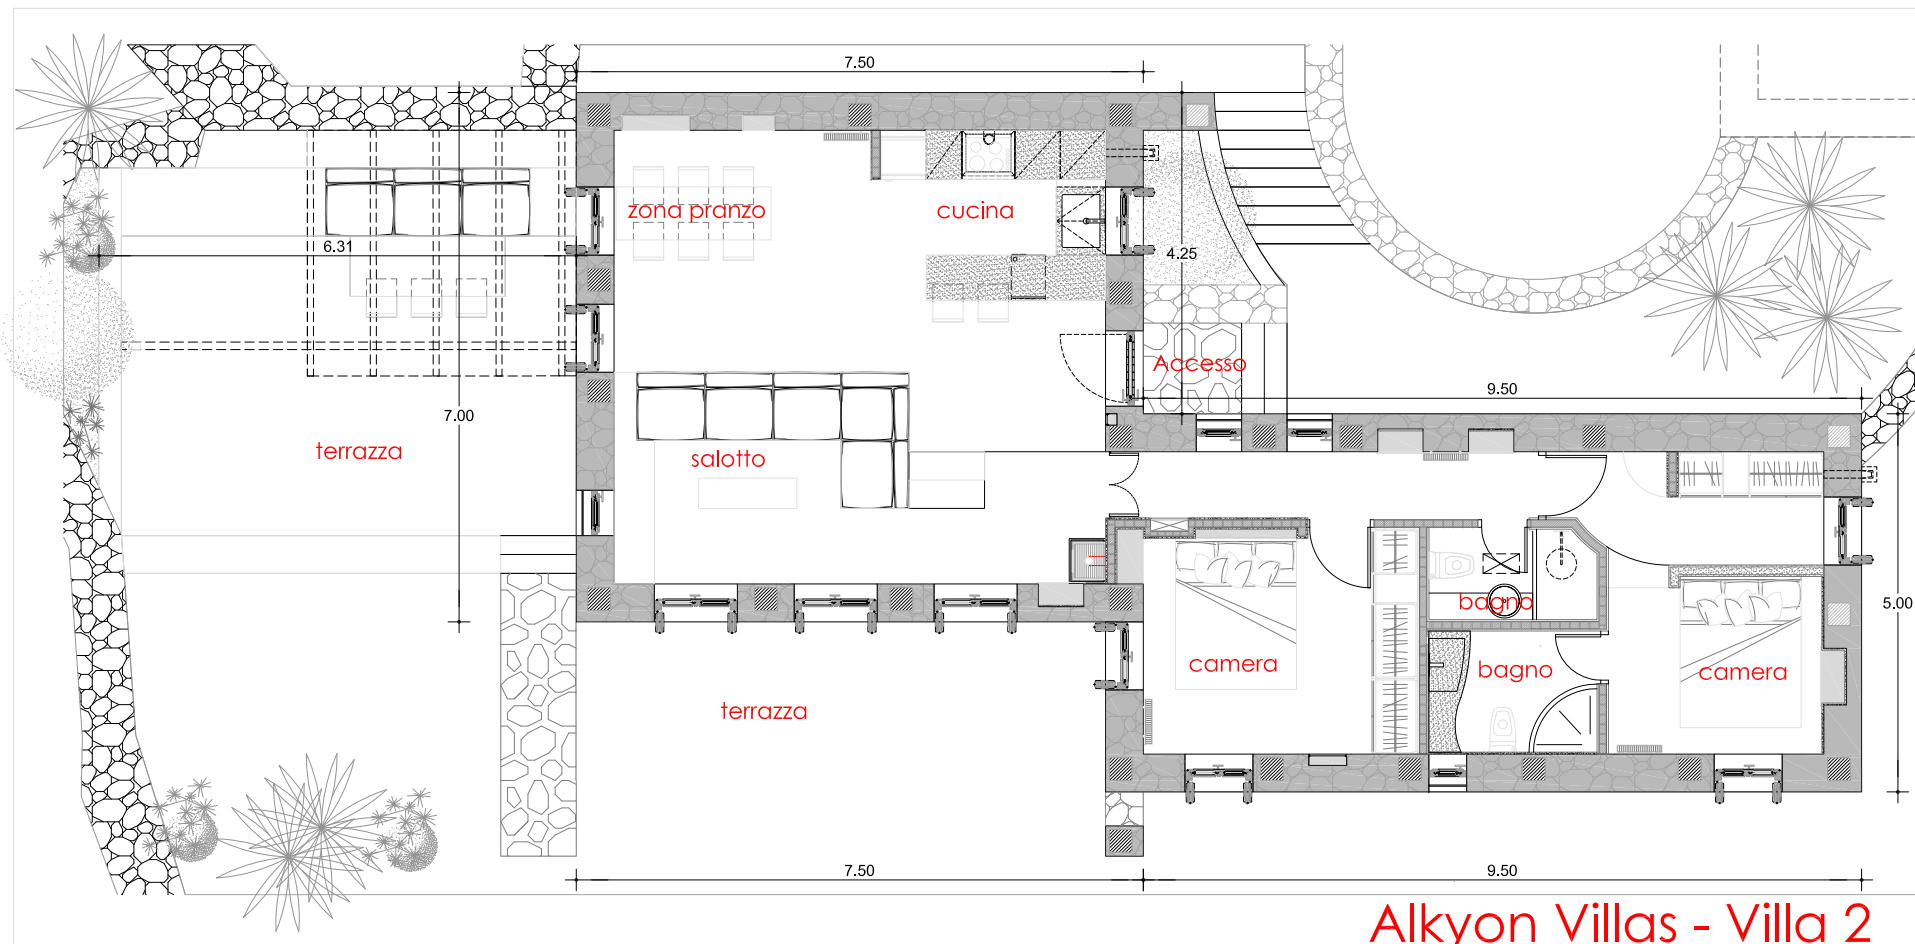 7.50
zona pranzo
cucina
6.31
4.25
Accesso
9.50
7.00
terrazza
salotto
bagno
5.00
camera
bagno
camera
terrazza
7.50
9.50
Alkyon Villas - Villa 2